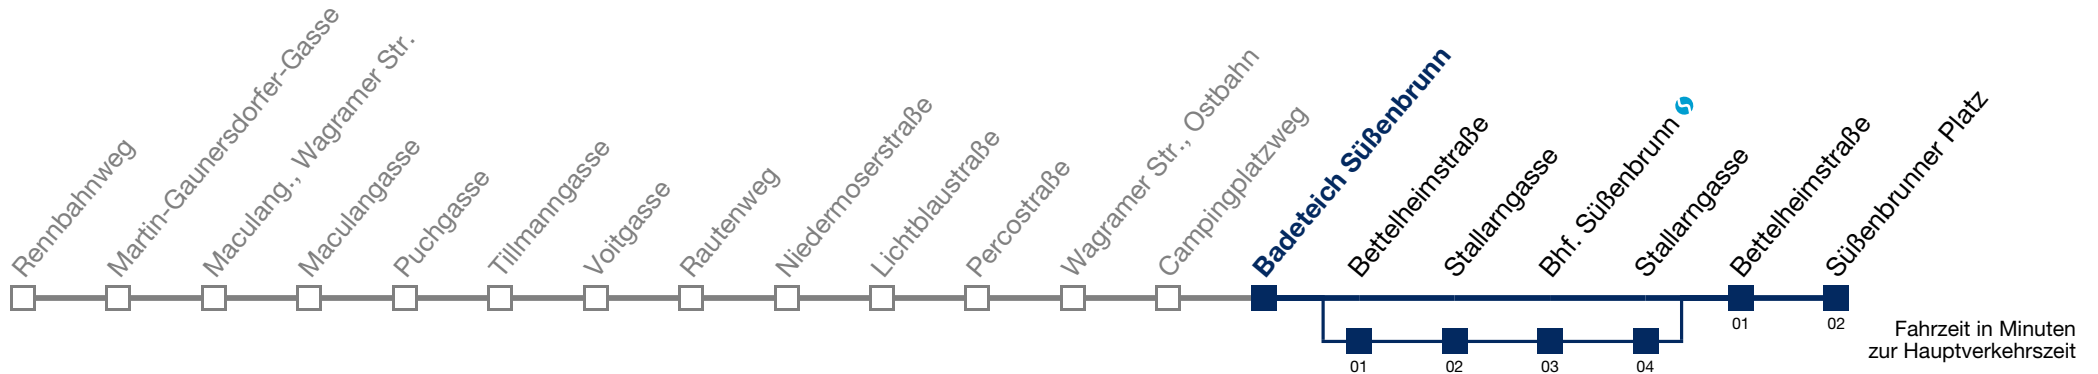 Rennbahnweg
Martin-Gaunersdorfer-Gasse
Maculang., Wagramer Str.
Maculangasse
Puchgasse
Tillmanngasse
Voitgasse
Rautenweg
Niedermoserstraße
Lichtblaustraße
Percostraße
Wagramer Str., Ostbahn
Campingplatzweg
Badeteich Süßenbrunn
Bettelheimstraße
Stallarngasse
Bhf. Süßenbrunn
Stallarngasse
Bettelheimstraße
Süßenbrunner Platz
01
02
01
02
03
04
Fahrzeit in Minuten
zur Hauptverkehrszeit